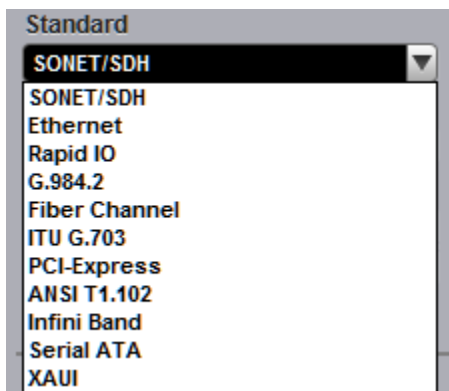 Standard
SONET/SDH
SONET/SDH
Ethernet
Rapid IO
G.984.2
Fiber Channel
ITU G.703
PCI-Express
ANSI T1.102
Infini Band
Serial ATA
XAUI